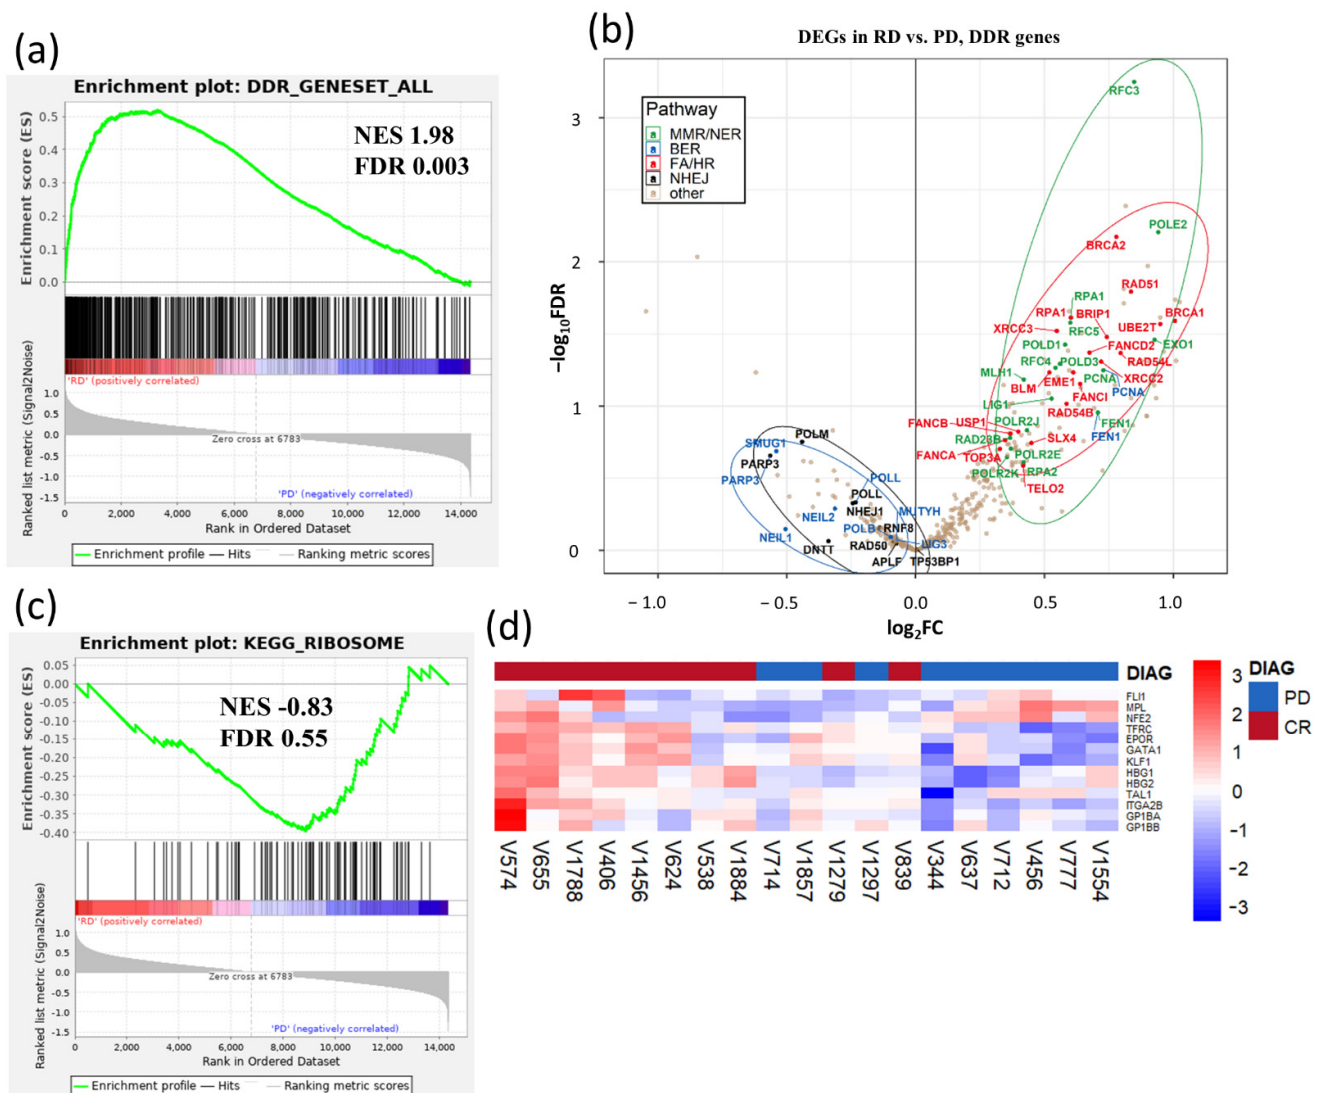 (a)
Enrichment plot: DDR_GENESET_ALL
NES 1.98
FDR 0.003
Enrichment score (ES)
0.5
0.4
0.3
0.2
0.1
0.0
'RD' (positively correlated)
Ranked list metric (Signal2Noise)
1.0
0.5
0.0
-0.5
-1.0
-1.5
Zero cross at 6783
'PD' (negatively correlated)
0 2,000 4,000 6,000 8,000 10,000 12,000 14,000
Rank in Ordered Dataset
Enrichment profile Hits Ranking metric scores
(b)
DEGs in RD vs. PD, DDR genes
Pathway
a MMR/NER
a BER
a FA/HR
a NHEJ
a other
−log10FDR
3
2
1
0
RFC3
POLE2
BRCA2
RAD51
RPA1
RPA1 BRIP1
BRCA1
UBE2T
XRCC3
RFC5
EXO1
POLD1
FANCD2
RFC4 POLD3
RAD54L
MLH1
PCNA
XRCC2
BLM EME1
PCNA
LIG1
FANCI
RAD54B
FANCB USP1 POLR2J
FEN1
FEN1
RAD23B
SLX4
FANCA
TOP3A
POLR2E
POLR2K RPA2
TELO2
POLM
SMUG1
PARP3
PARP3
POLL
POLL
NHEJ1
NEIL2
MUTYH
POLB
RNF8
NEIL1
DNTT
RAD50
LIG3
APLF
TP53BP1
− 1.0 − 0.5 0.0 0.5 1.0
log2FC
(c)
Enrichment plot: KEGG_RIBOSOME
NES -0.83
FDR 0.55
Enrichment score (ES)
0.05
0.00
-0.05
-0.10
-0.15
-0.20
-0.25
-0.30
-0.35
-0.40
'RD' (positively correlated)
Ranked list metric (Signal2Noise)
1.0
0.5
0.0
-0.5
-1.0
-1.5
Zero cross at 6783
'PD' (negatively correlated)
0 2,000 4,000 6,000 8,000 10,000 12,000 14,000
Rank in Ordered Dataset
Enrichment profile Hits Ranking metric scores
(d)
DIAG
FLI1
MPL
NFE2
TFRC
EPOR
GATA1
KLF1
HBG1
HBG2
TAL1
ITGA2B
GP1BA
GP1BB
V574 V655 V1788 V406 V1456 V624 V538 V1884 V714 V1857 V1279 V1297 V839 V344 V637 V712 V456 V777 V1554
3
2
1
0
−1
−2
−3
DIAG
PD
CR